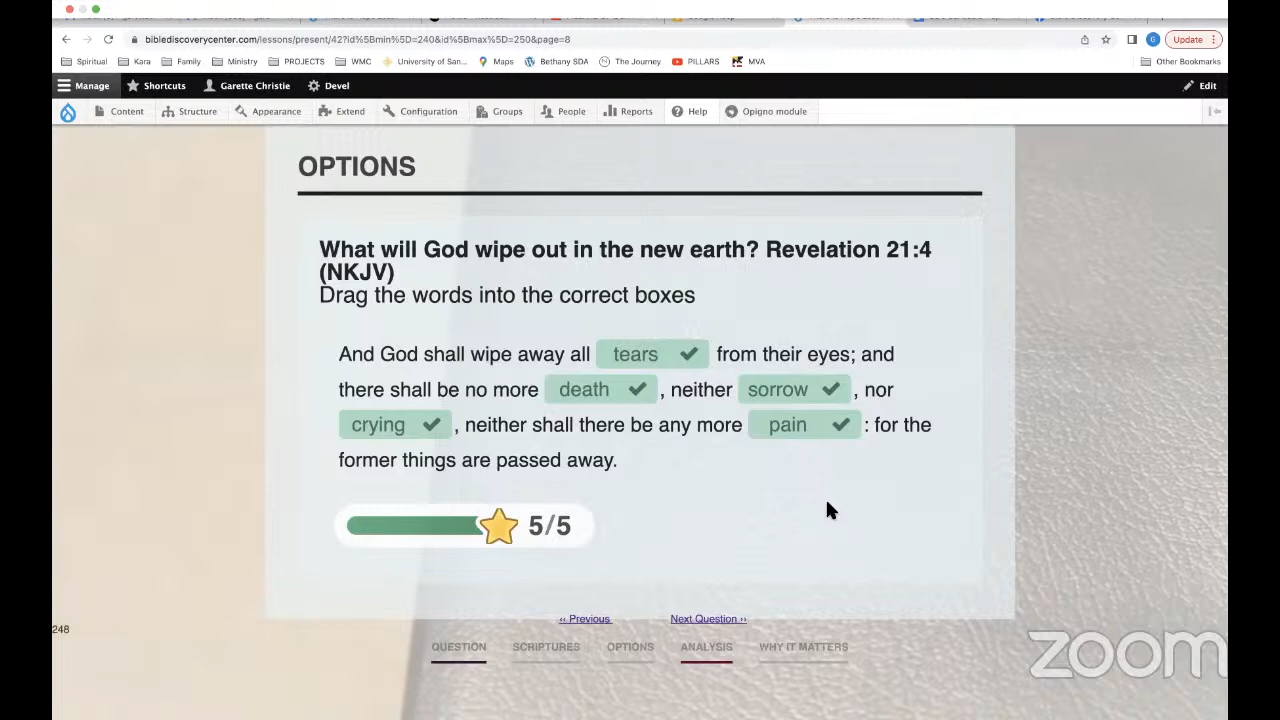 biblediscoverycenter.com/lessons/present/42?id%5Bmin%5D=240&id%5Bmax%5D=250&page=8
G Update
Spiritual Kara Family Ministry PROJECTS WMC University of San... Maps Bethany SDA The Journey PILLARS MVA Other Bookmarks
Manage Shortcuts Garette Christie Devel Edit
Content Structure Appearance Extend Configuration Groups People Reports Help Opigno module
OPTIONS
What will God wipe out in the new earth? Revelation 21:4
(NKJV)
Drag the words into the correct boxes
And God shall wipe away all tears from their eyes; and
there shall be no more death , neither sorrow , nor
crying , neither shall there be any more pain : for the
former things are passed away.
5/5
‹‹ Previous Next Question ››
248
QUESTION SCRIPTURES OPTIONS ANALYSIS WHY IT MATTERS
zoom